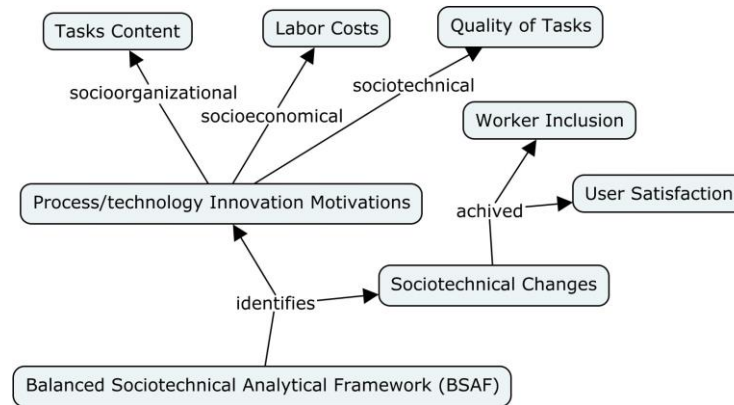 Tasks Content
Labor Costs
Quality of Tasks
socioorganizational
socioeconomical
sociotechnical
Worker Inclusion
Process/technology Innovation Motivations
User Satisfaction
achived
Sociotechnical Changes
identifies
Balanced Sociotechnical Analytical Framework (BSAF)